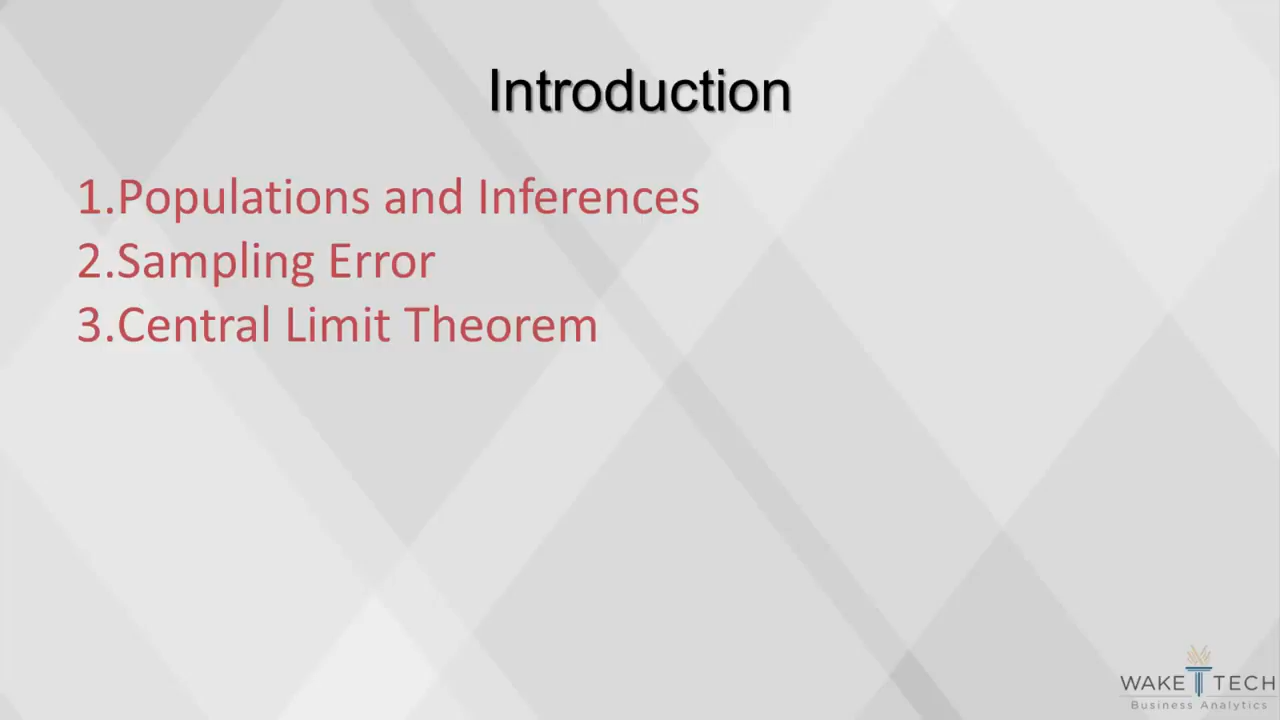 Introduction
1.Populations and Inferences
2.Sampling Error
3.Central Limit Theorem
WAKE TECH
Business Analytics